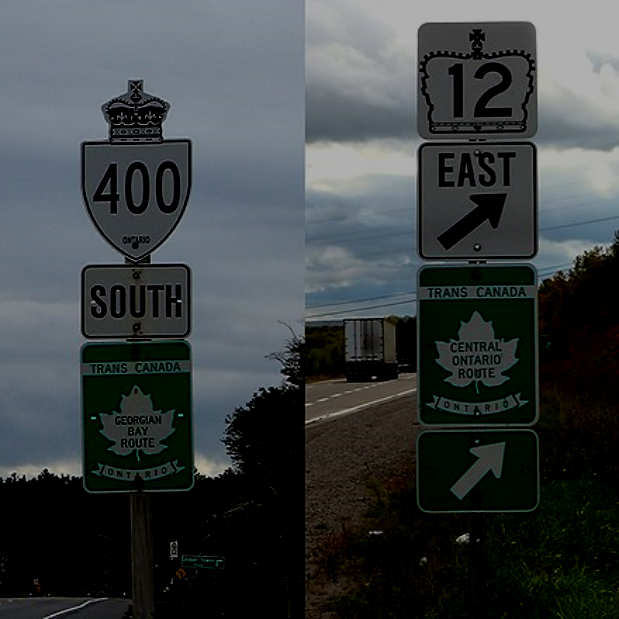 400
ONTARIO
SOUTH
TRANS CANADA
GEORGIAN
BAY
ROUTE
ONTARIO
12
EAST
TRANS CANADA
CENTRAL
ONTARIO
ROUTE
ONTARIO